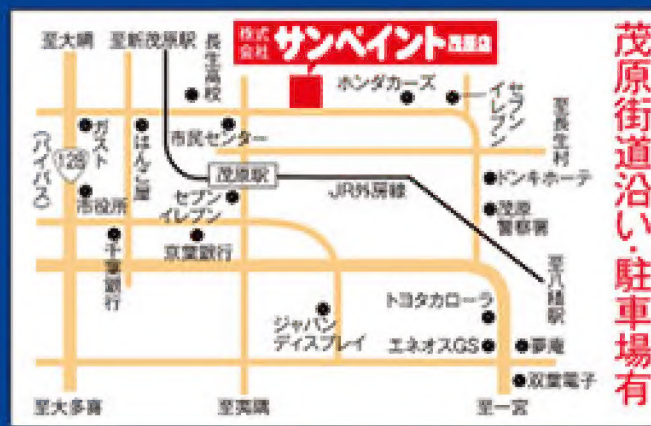 株式会社 サンペイント 茂原店
茂原街道沿い・駐車場有
至大網
至新茂原駅
長生高校
ホンダカーズ
セブンイレブン
至長生村
ガスト
はんこ屋
市民センター
128
(バイパス)
茂原駅
JR外房線
ドンキホーテ
茂原警察署
市役所
セブンイレブン
千葉銀行
京葉銀行
至八積駅
トヨタカローラ
ジャパンディスプレイ
エネオスGS
夢庵
双葉電子
至大多喜
至夷隅
至一宮